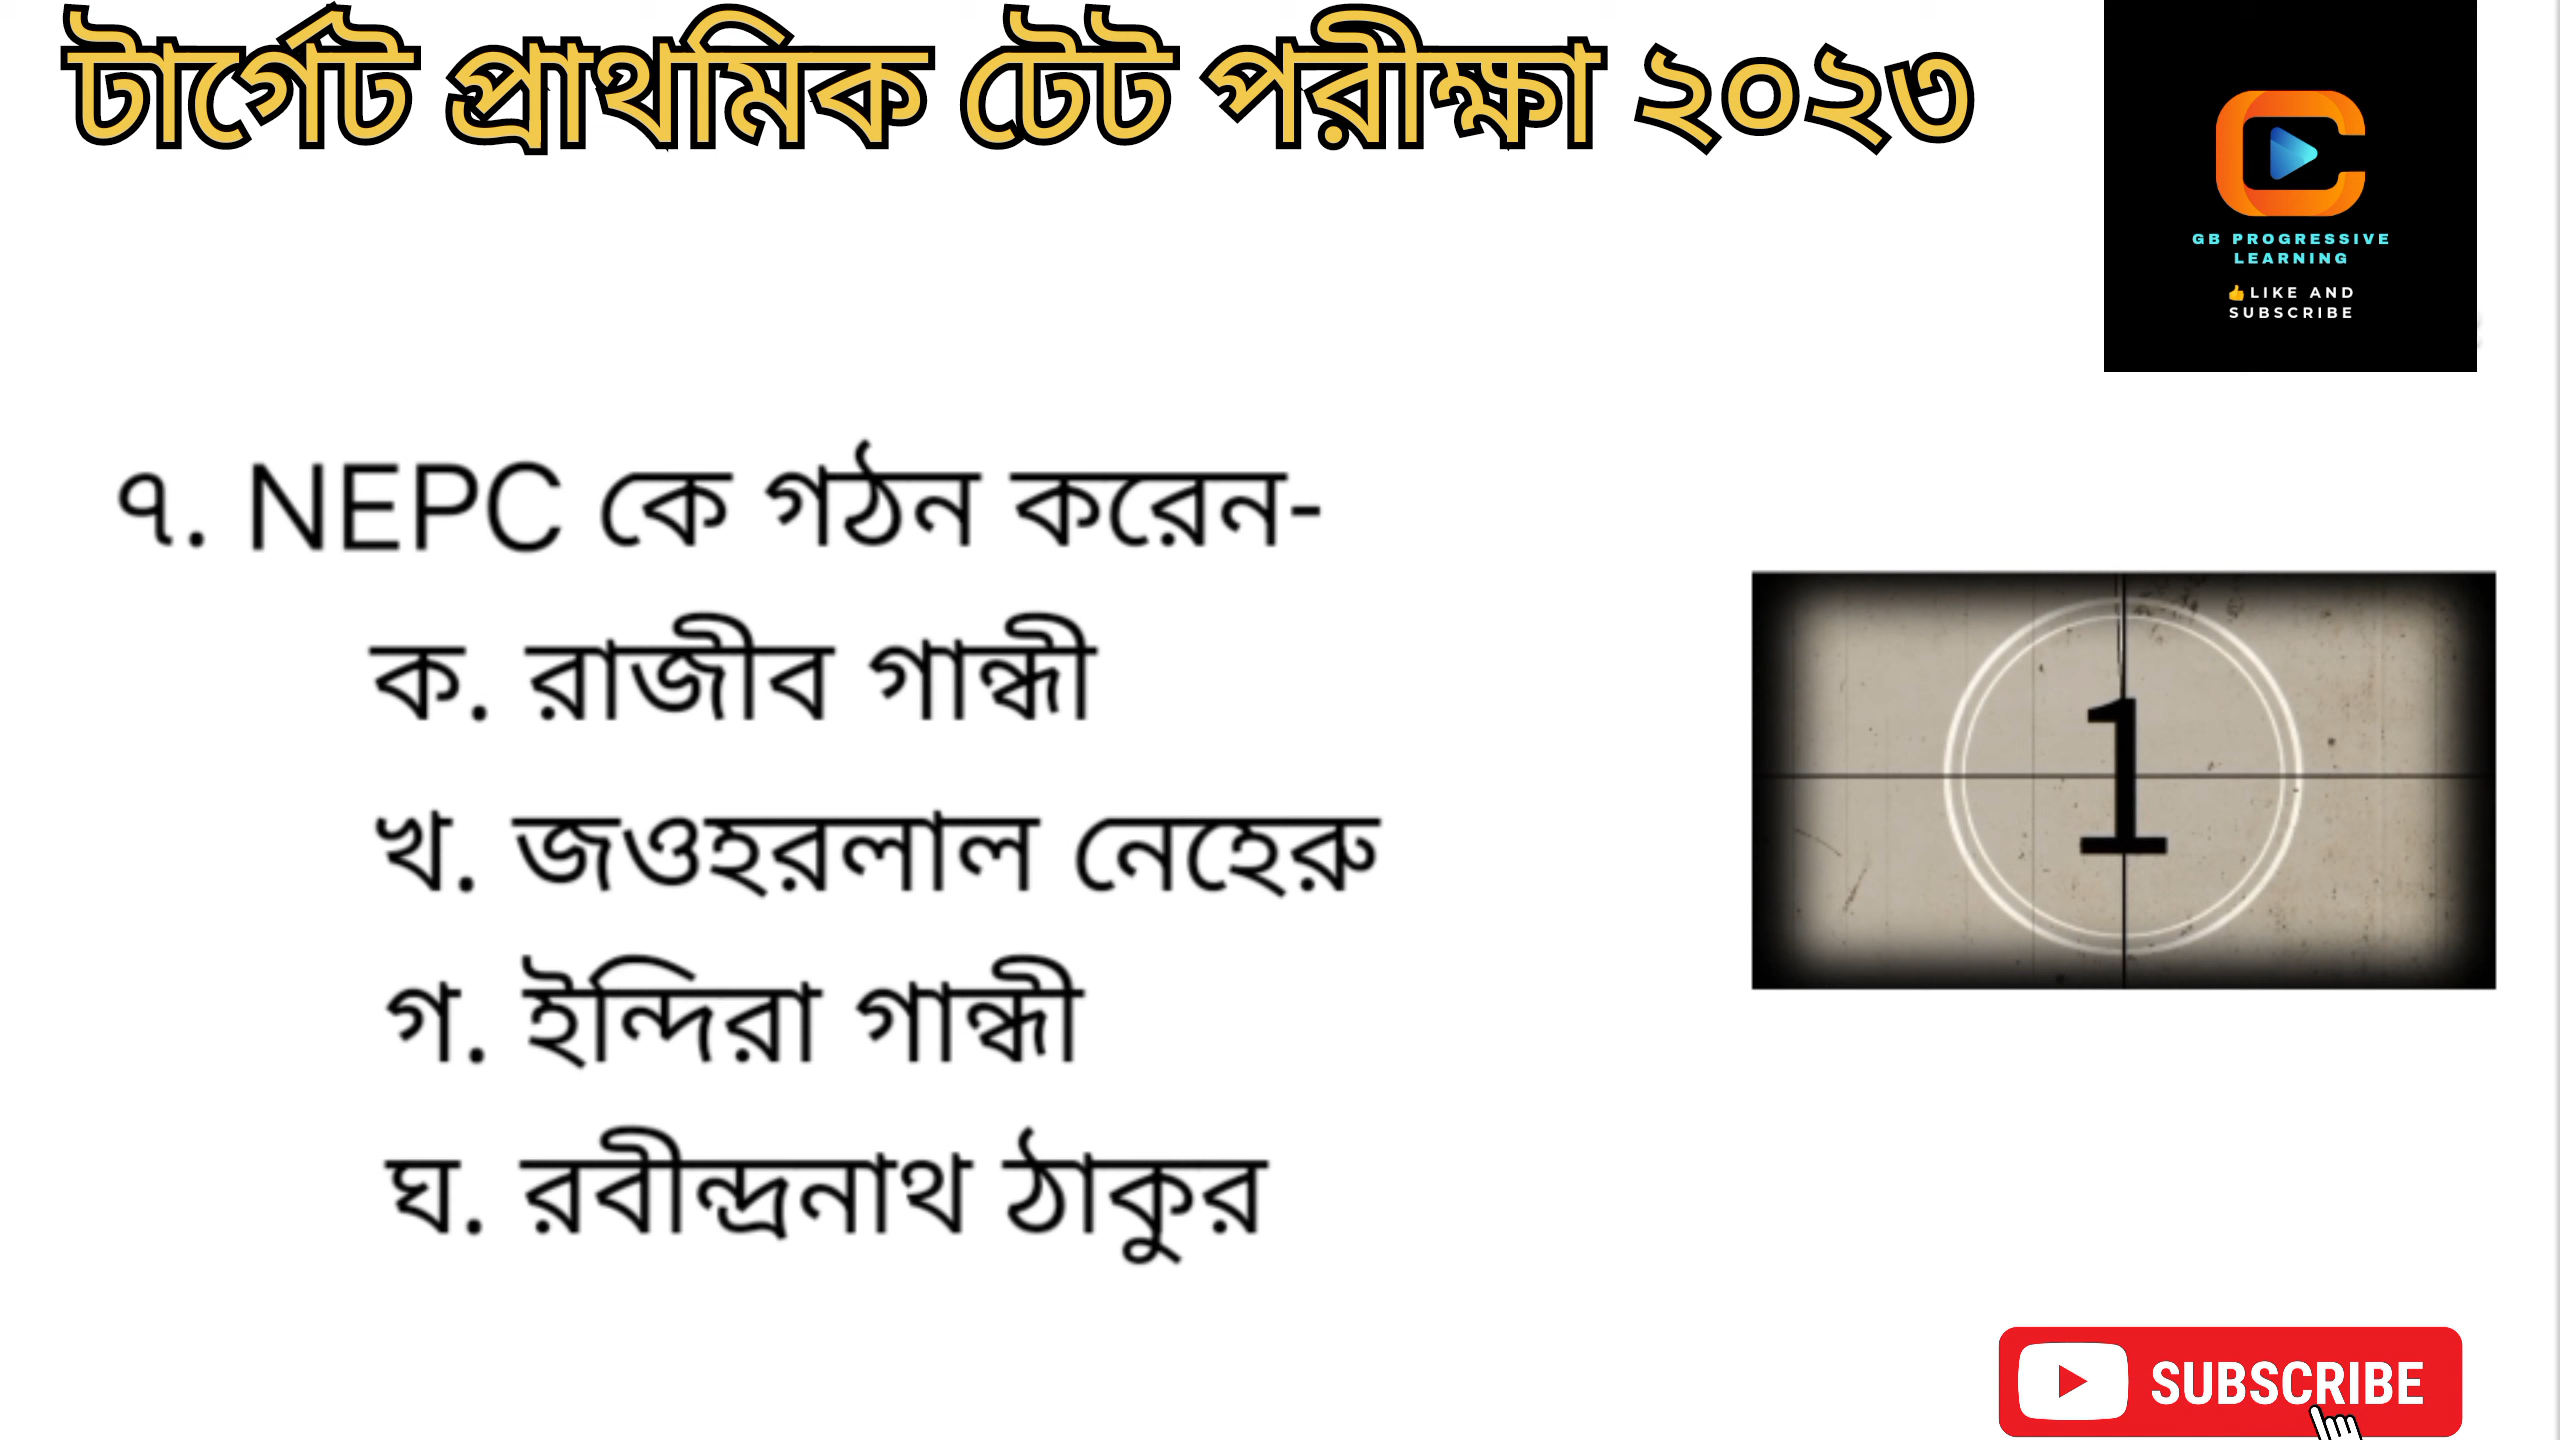 টার্গেট প্রাথমিক টেট পরীক্ষা ২০২৩
GB PROGRESSIVE
LEARNING
👍LIKE AND
SUBSCRIBE
৭. NEPC কে গঠন করেন-
ক. রাজীব গান্ধী
খ. জওহরলাল নেহেরু
গ. ইন্দিরা গান্ধী
ঘ. রবীন্দ্রনাথ ঠাকুর
1
SUBSCRIBE